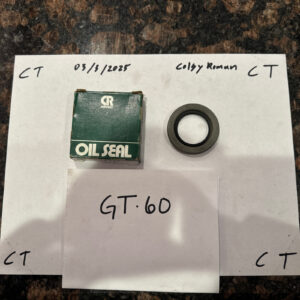 CT 03/3/2025 Colby Roman CT
CR
OIL SEAL
GT-60
CT CT